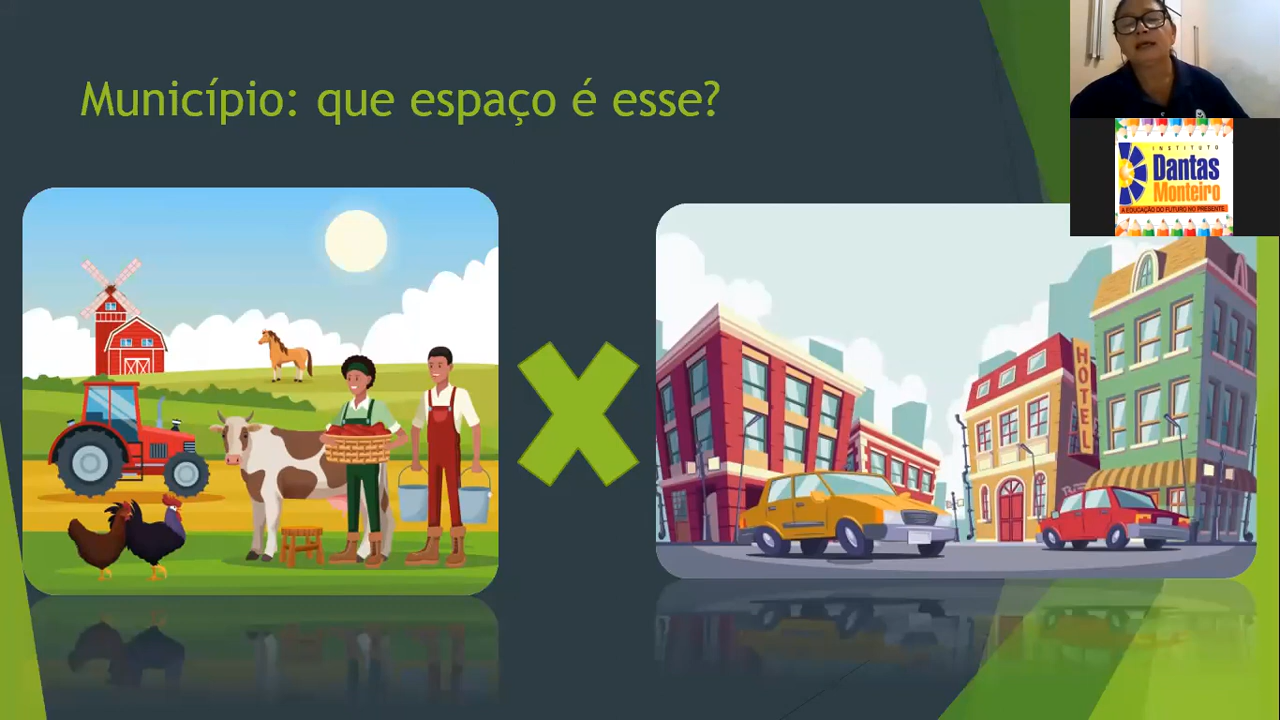 Município: que espaço é esse?
INSTITUTO
Dantas
Monteiro
A EDUCAÇÃO DO FUTURO NO PRESENTE
HOTEL